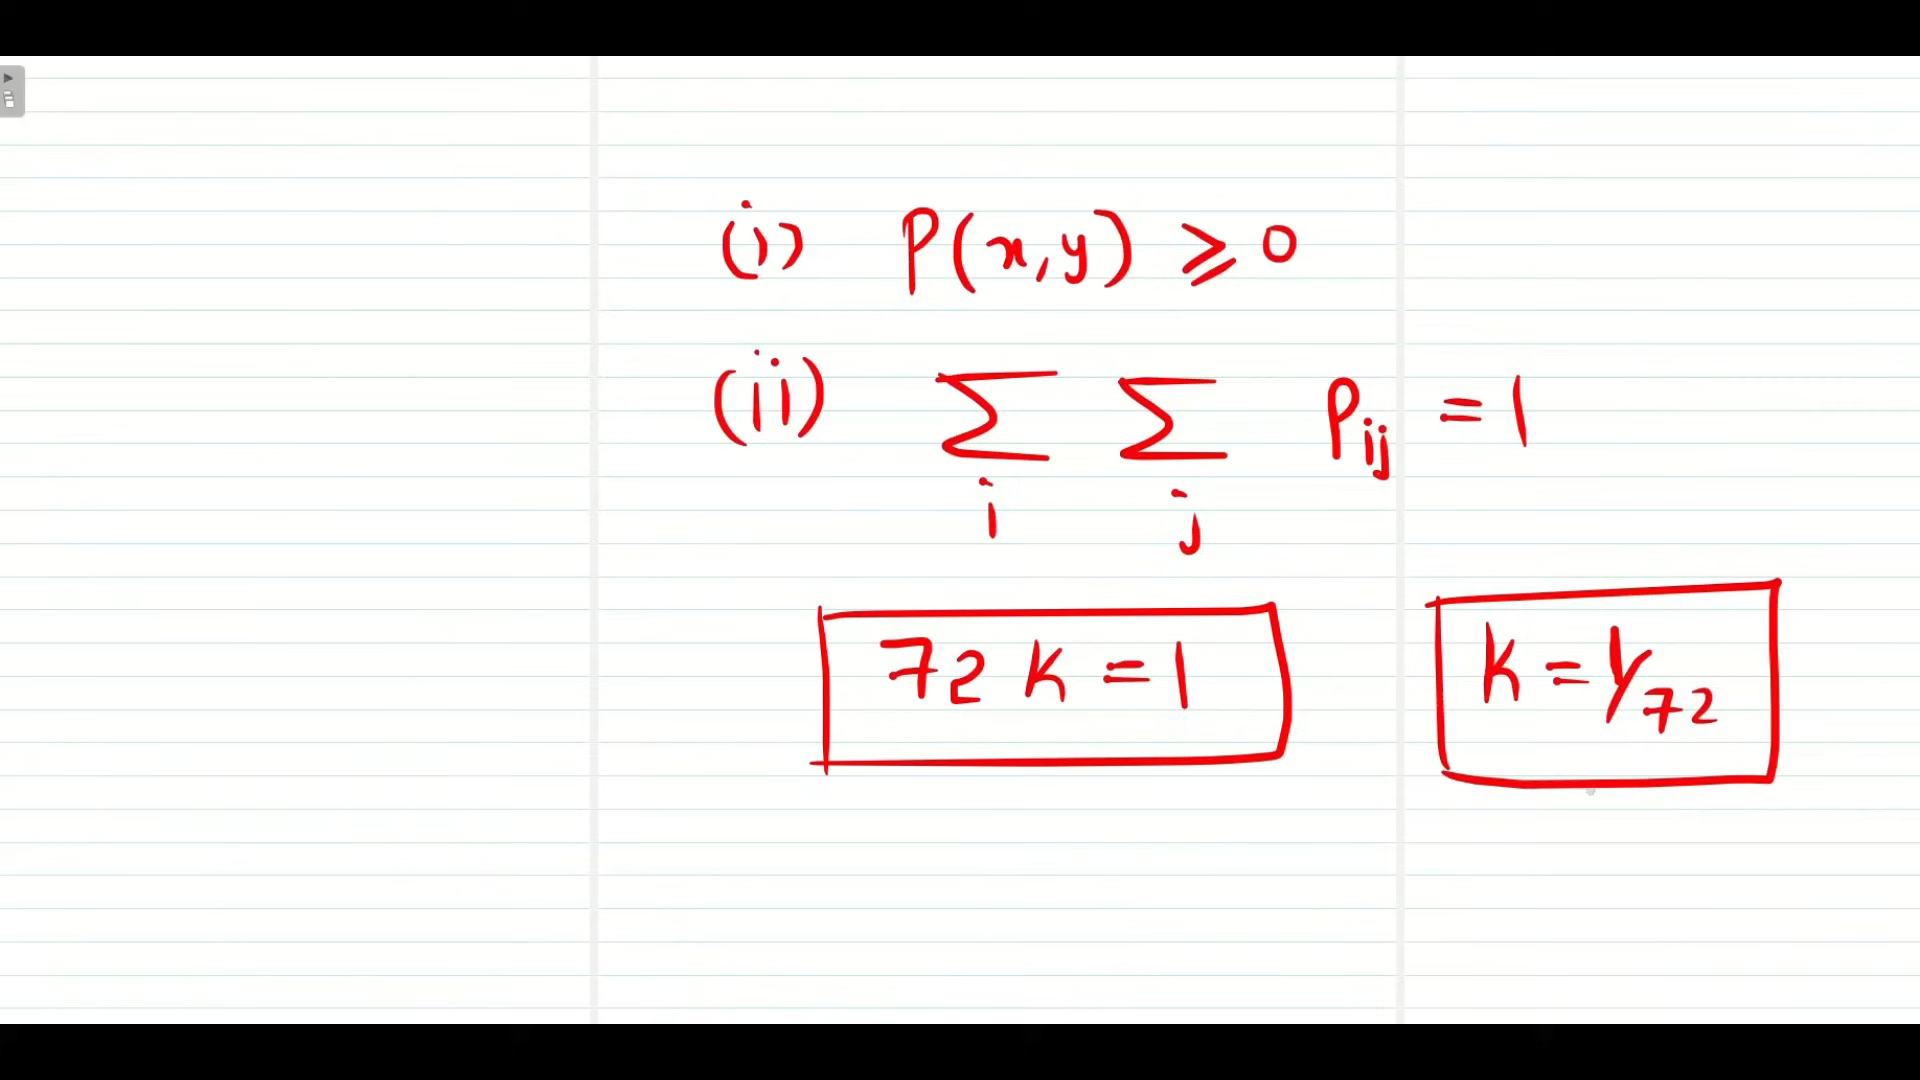 (i) P(x,y) ≥ 0
(ii) ∑ ∑ Pij = 1
i j
72 K = 1 K = 1/72